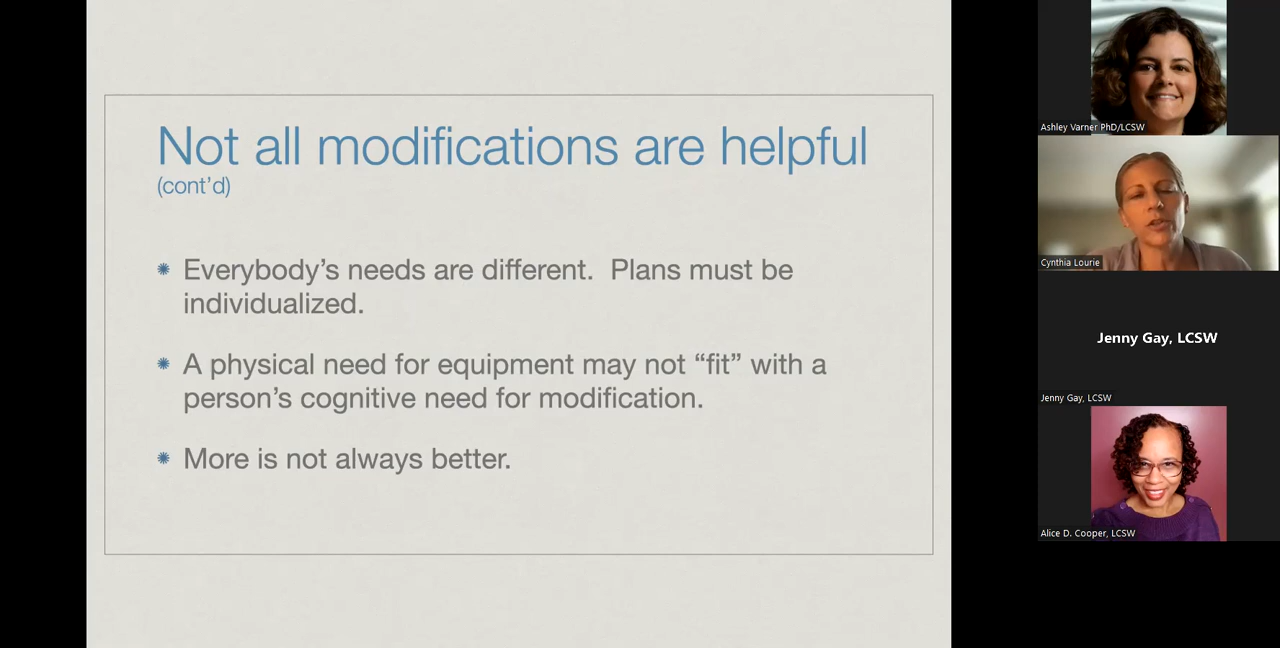 Not all modifications are helpful
(cont’d)
Everybody’s needs are different.  Plans must be
individualized.
A physical need for equipment may not “fit” with a
person’s cognitive need for modification.
More is not always better.
Ashley Varner PhD/LCSW
Cynthia Lourie
Jenny Gay, LCSW
Jenny Gay, LCSW
Alice D. Cooper, LCSW